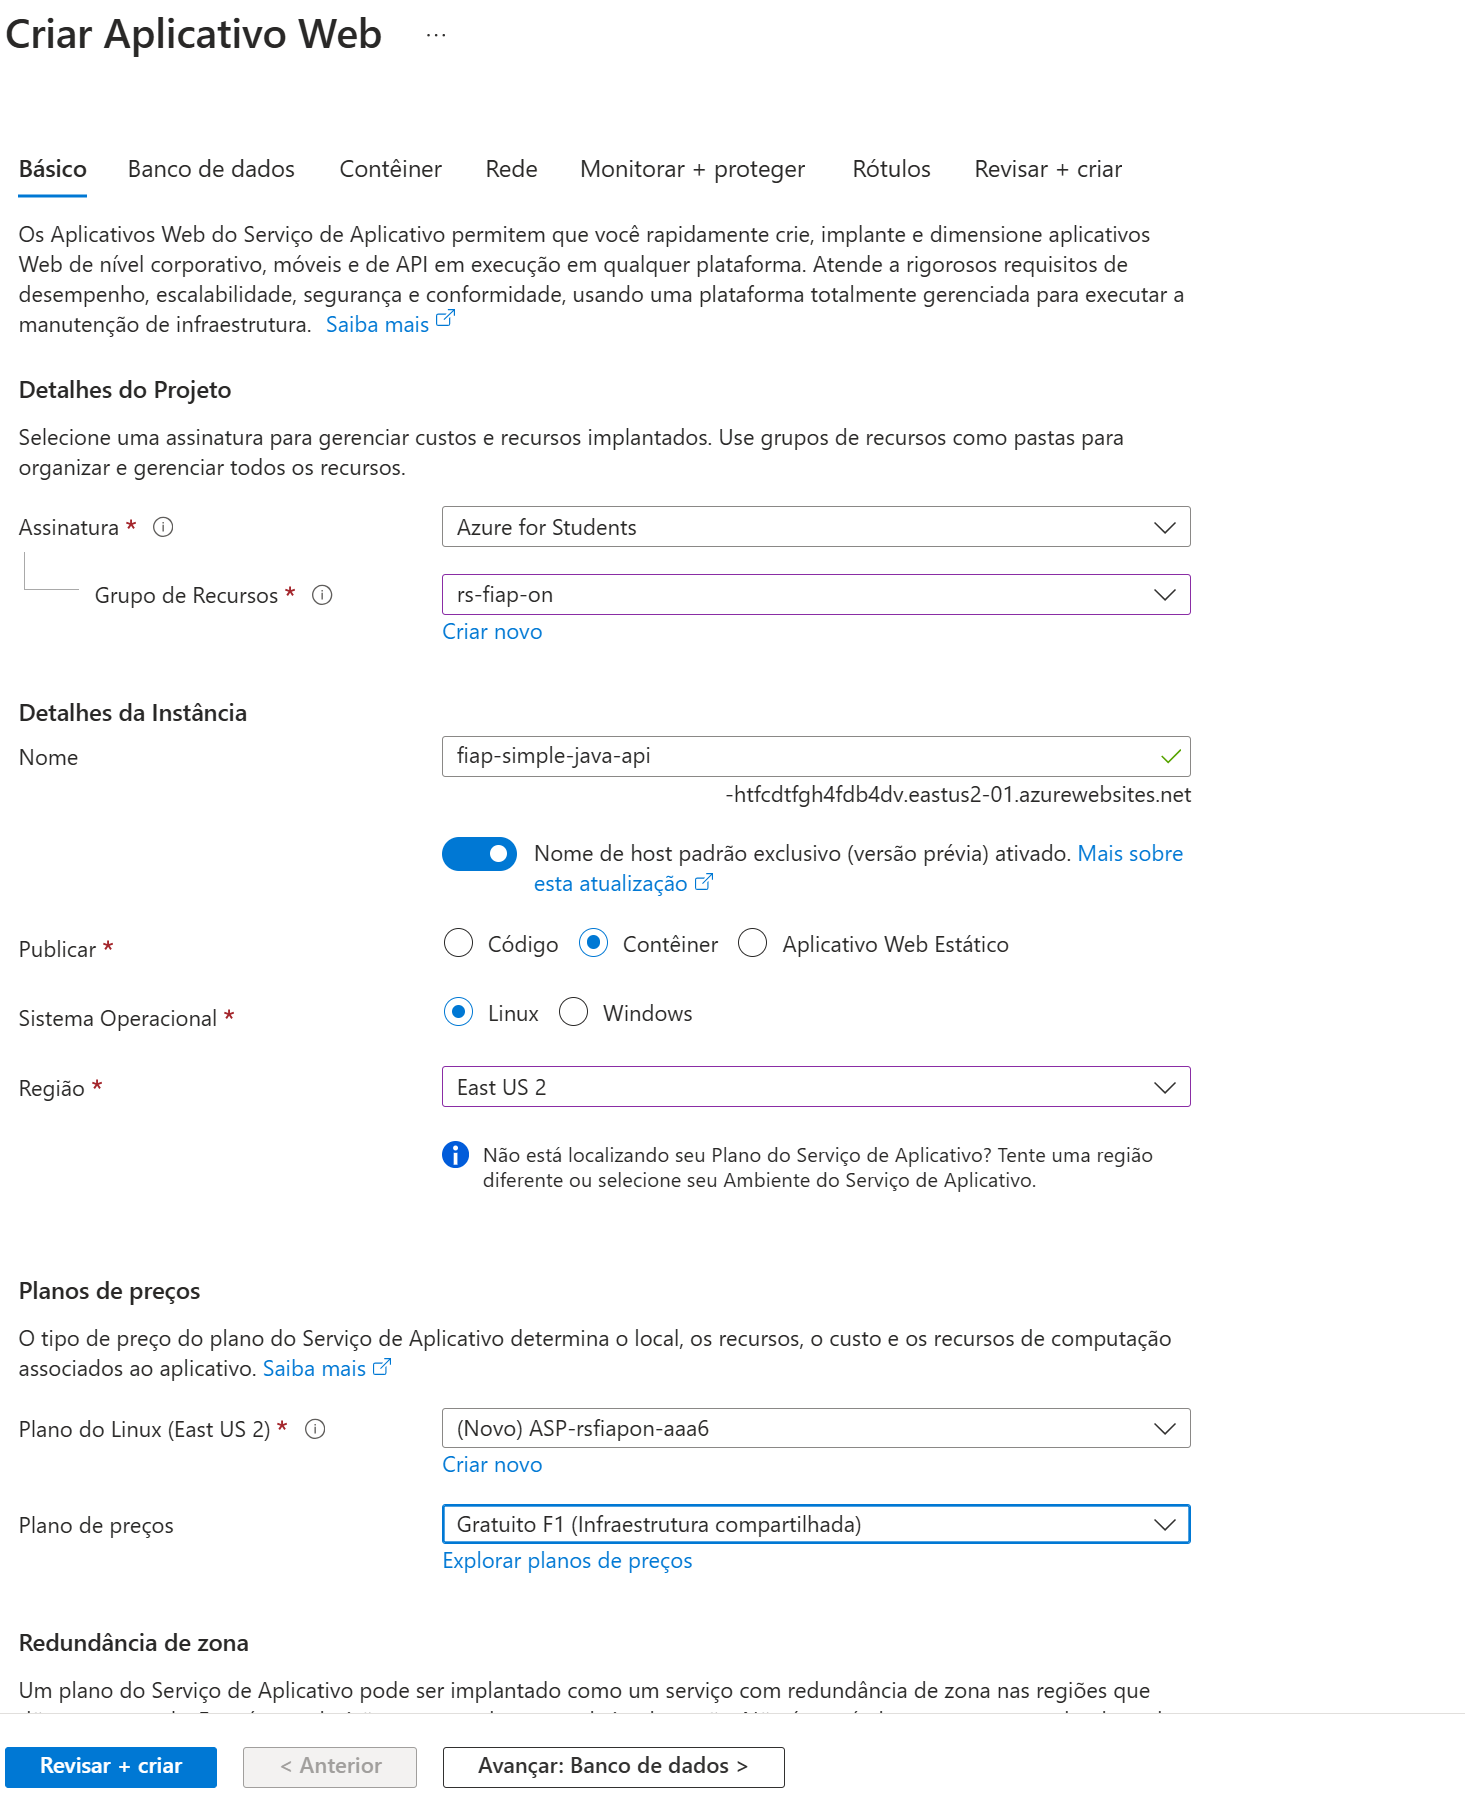 Criar Aplicativo Web ...
Básico Banco de dados Contêiner Rede Monitorar + proteger Rótulos Revisar + criar
Os Aplicativos Web do Serviço de Aplicativo permitem que você rapidamente crie, implante e dimensione aplicativos
Web de nível corporativo, móveis e de API em execução em qualquer plataforma. Atende a rigorosos requisitos de
desempenho, escalabilidade, segurança e conformidade, usando uma plataforma totalmente gerenciada para executar a
manutenção de infraestrutura. Saiba mais
Detalhes do Projeto
Selecione uma assinatura para gerenciar custos e recursos implantados. Use grupos de recursos como pastas para
organizar e gerenciar todos os recursos.
Assinatura * Azure for Students
Grupo de Recursos * rs-fiap-on
Criar novo
Detalhes da Instância
Nome fiap-simple-java-api
-htfcdtfgh4fdb4dv.eastus2-01.azurewebsites.net
Nome de host padrão exclusivo (versão prévia) ativado. Mais sobre
esta atualização
Publicar * Código Contêiner Aplicativo Web Estático
Sistema Operacional * Linux Windows
Região * East US 2
Não está localizando seu Plano do Serviço de Aplicativo? Tente uma região
diferente ou selecione seu Ambiente do Serviço de Aplicativo.
Planos de preços
O tipo de preço do plano do Serviço de Aplicativo determina o local, os recursos, o custo e os recursos de computação
associados ao aplicativo. Saiba mais
Plano do Linux (East US 2) * (Novo) ASP-rsfiapon-aaa6
Criar novo
Plano de preços Gratuito F1 (Infraestrutura compartilhada)
Explorar planos de preços
Redundância de zona
Um plano do Serviço de Aplicativo pode ser implantado como um serviço com redundância de zona nas regiões que
Revisar + criar < Anterior Avançar: Banco de dados >